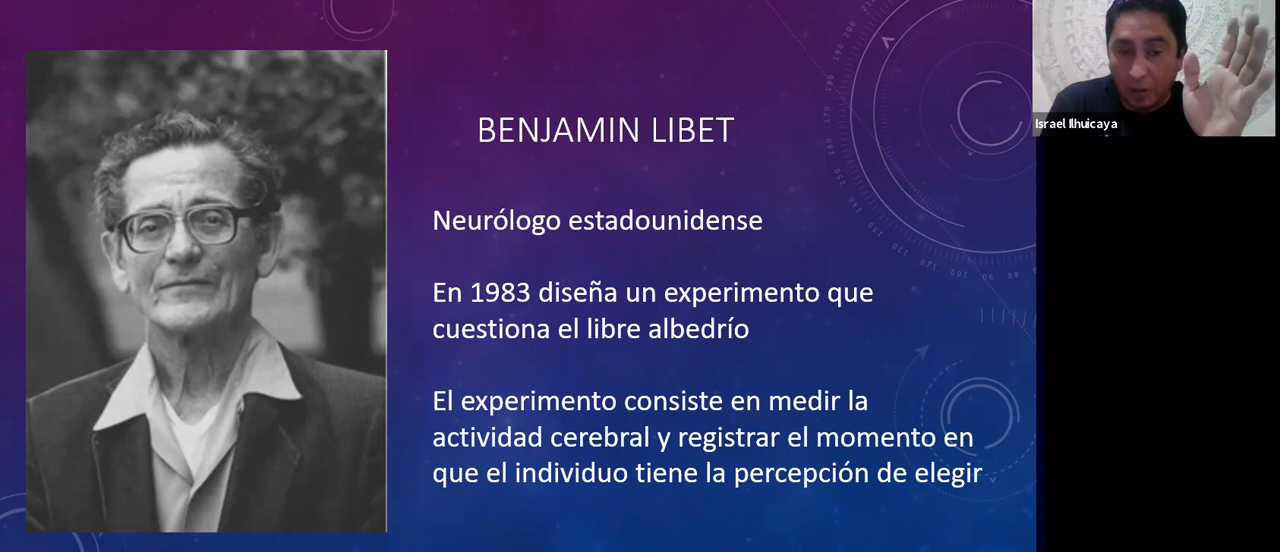 BENJAMIN LIBET
Neurólogo estadounidense
En 1983 diseña un experimento que
cuestiona el libre albedrío
El experimento consiste en medir la
actividad cerebral y registrar el momento en
que el individuo tiene la percepción de elegir
Israel Ilhuicaya